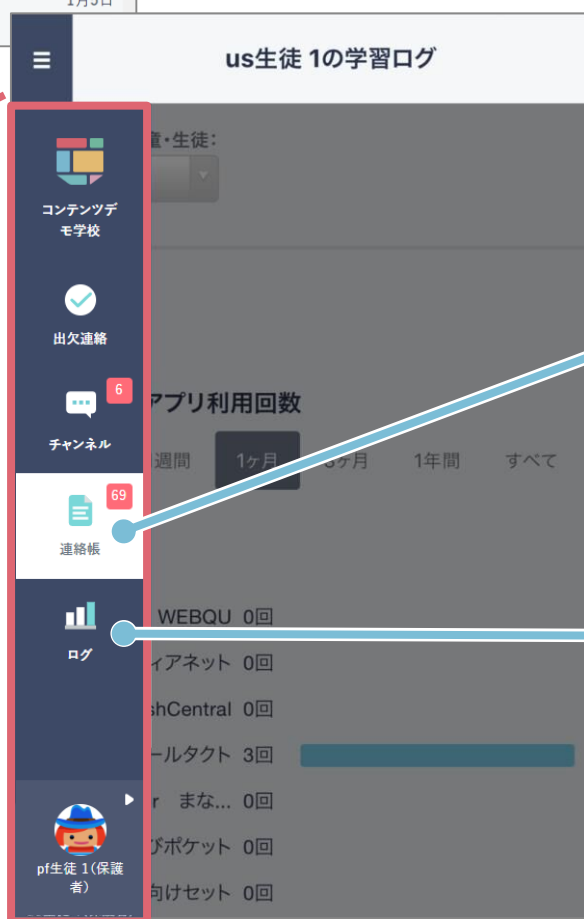 1月5日
us生徒 1の学習ログ
童・生徒:
コンテンツデ
モ学校
出欠連絡
6
アプリ利用回数
チャンネル
週間 1ヶ月 3ヶ月 1年間 すべて
69
連絡帳
WEBQU 0回
ログ
ィアネット 0回
shCentral 0回
ールタクト 3回
r まな... 0回
びポケット 0回
pf生徒 1(保護
者)
向けセット 0回